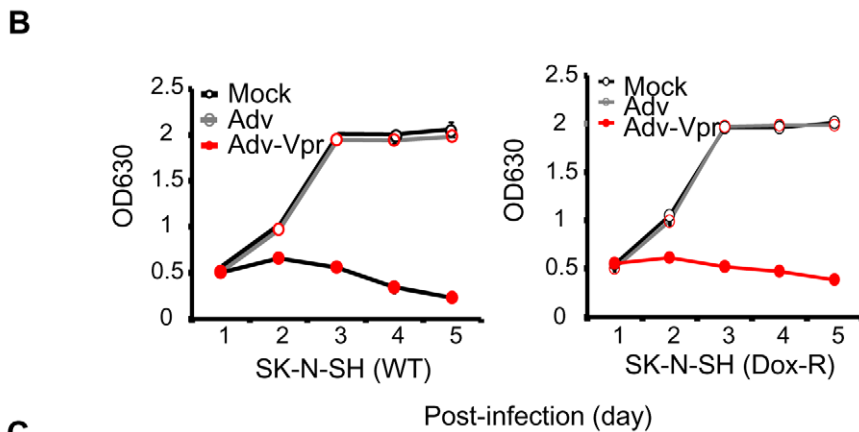 B
2.5
2
1.5
1
0.5
0
OD630
Mock
Adv
Adv-Vpr
1 2 3 4 5
SK-N-SH (WT)
2.5
2
1.5
1
0.5
0
OD630
Mock
Adv
Adv-Vpr
1 2 3 4 5
SK-N-SH (Dox-R)
Post-infection (day)